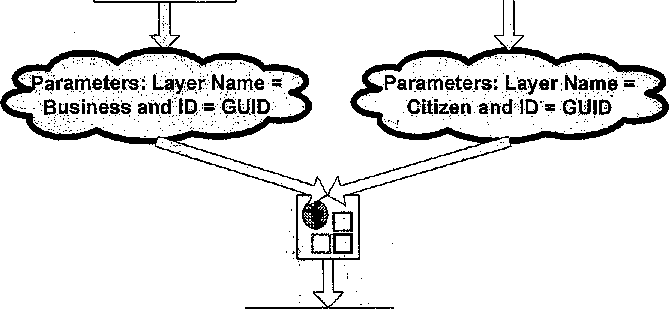 Parameters: Layer Name =
Business and ID = GUID
Parameters: Layer Name =
Citizen and ID = GUID